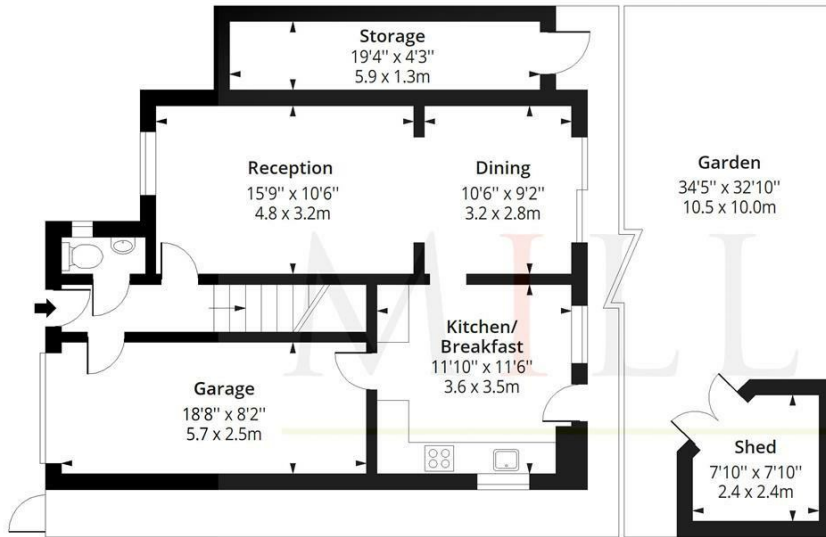 Storage
19'4" x 4'3"
5.9 x 1.3m
Reception
15'9" x 10'6"
4.8 x 3.2m
Dining
10'6" x 9'2"
3.2 x 2.8m
Garden
34'5" x 32'10"
10.5 x 10.0m
Kitchen/
Breakfast
11'10" x 11'6"
3.6 x 3.5m
Garage
18'8" x 8'2"
5.7 x 2.5m
Shed
7'10" x 7'10"
2.4 x 2.4m
MILL